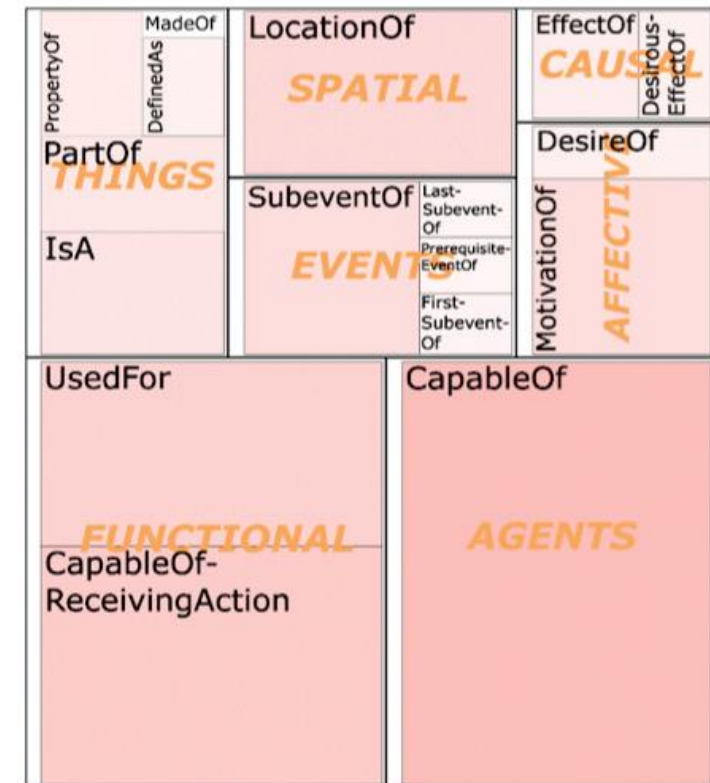 PropertyOf
MadeOf
DefinedAs
PartOf
THINGS
IsA
LocationOf
SPATIAL
SubeventOf
EVENTS
Last-
Subevent-
Of
Prerequisite-
EventOf
First-
Subevent-
Of
EffectOf
CAUSAL
Desirous-
EffectOf
DesireOf
MotivationOf
AFFECTIVE
UsedFor
FUNCTIONAL
CapableOf-
ReceivingAction
CapableOf
AGENTS